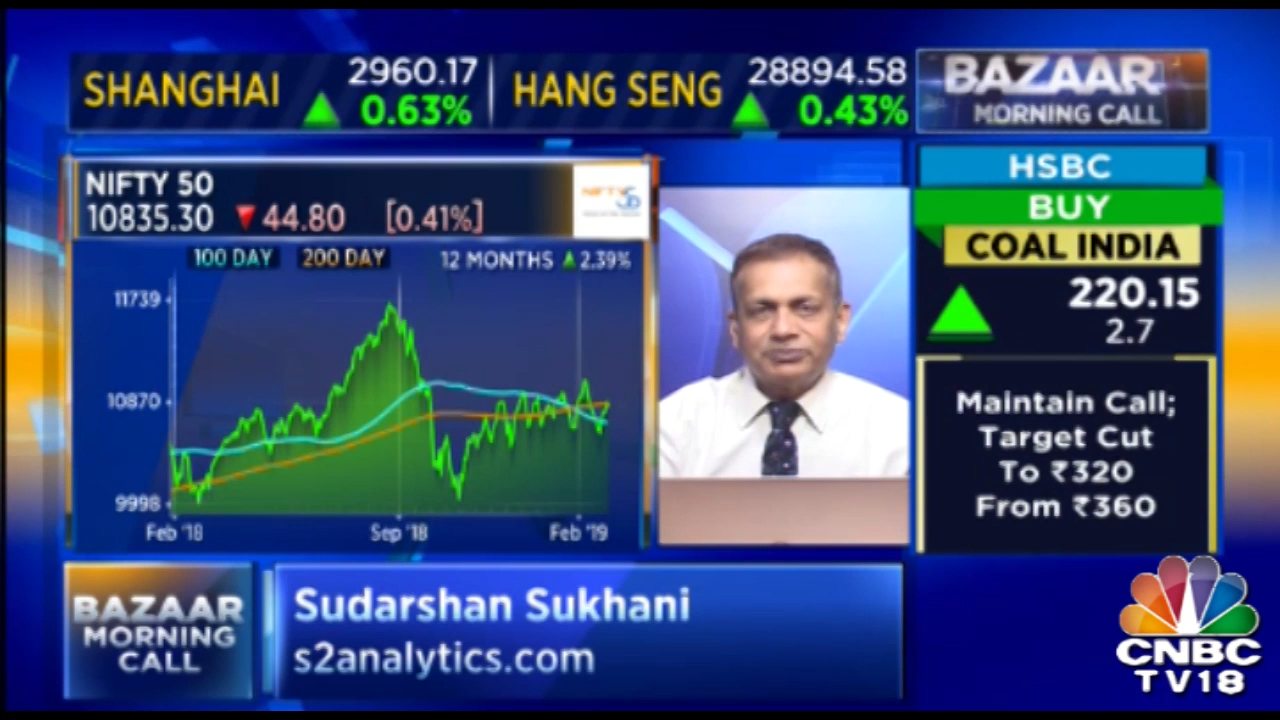 SHANGHAI
2960.17
▲ 0.63%
HANG SENG
28894.58
▲ 0.43%
BAZAAR
MORNING CALL
NIFTY 50
10835.30 ▼44.80 [0.41%]
NIFTY
50
100 DAY 200 DAY 12 MONTHS ▲2.39%
11739
10870
9998
Feb '18 Sep '18 Feb '19
HSBC
BUY
COAL INDIA
▲ 220.15
2.7
Maintain Call;
Target Cut
To ₹320
From ₹360
BAZAAR
MORNING
CALL
Sudarshan Sukhani
s2analytics.com
CNBC
TV18